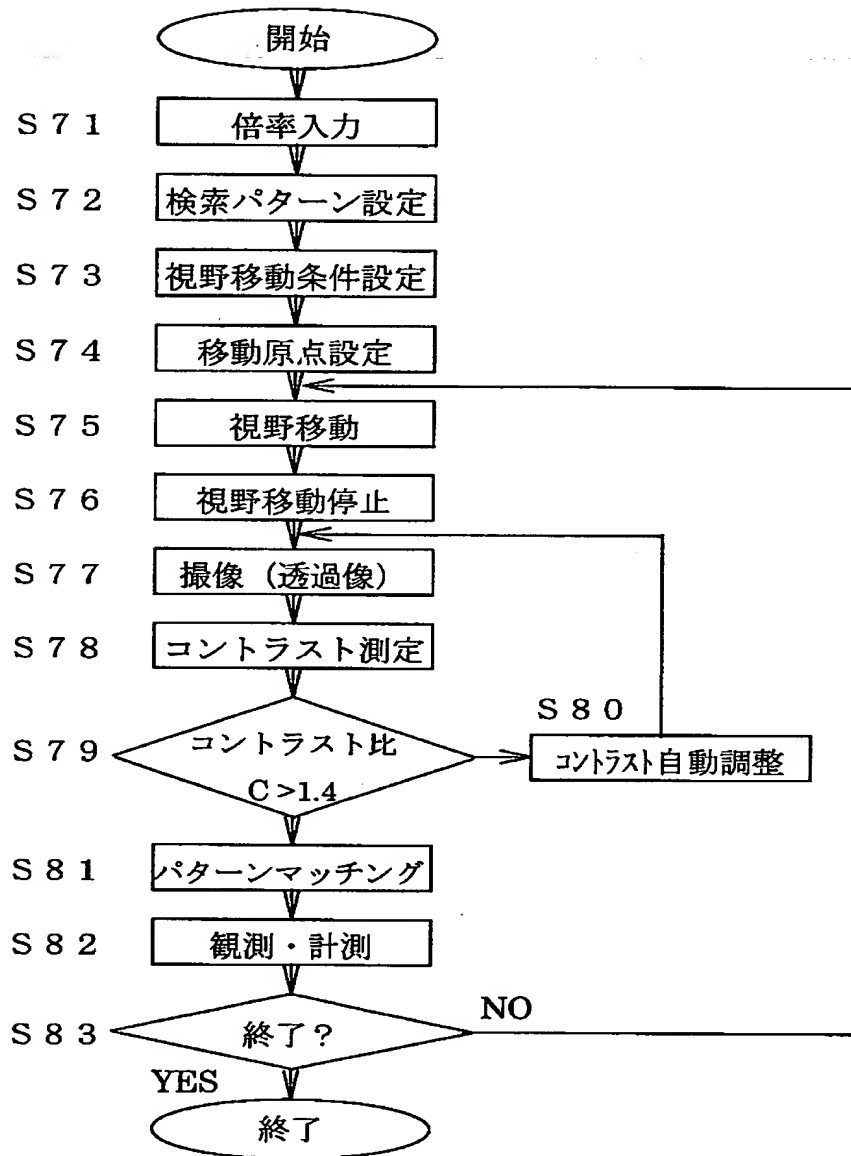 開始
S71 倍率入力
S72 検索パターン設定
S73 視野移動条件設定
S74 移動原点設定
S75 視野移動
S76 視野移動停止
S77 撮像（透過像）
S78 コントラスト測定
S79 コントラスト比
C>1.4
S80
コントラスト自動調整
S81 パターンマッチング
S82 観測・計測
S83 終了?
NO
YES
終了